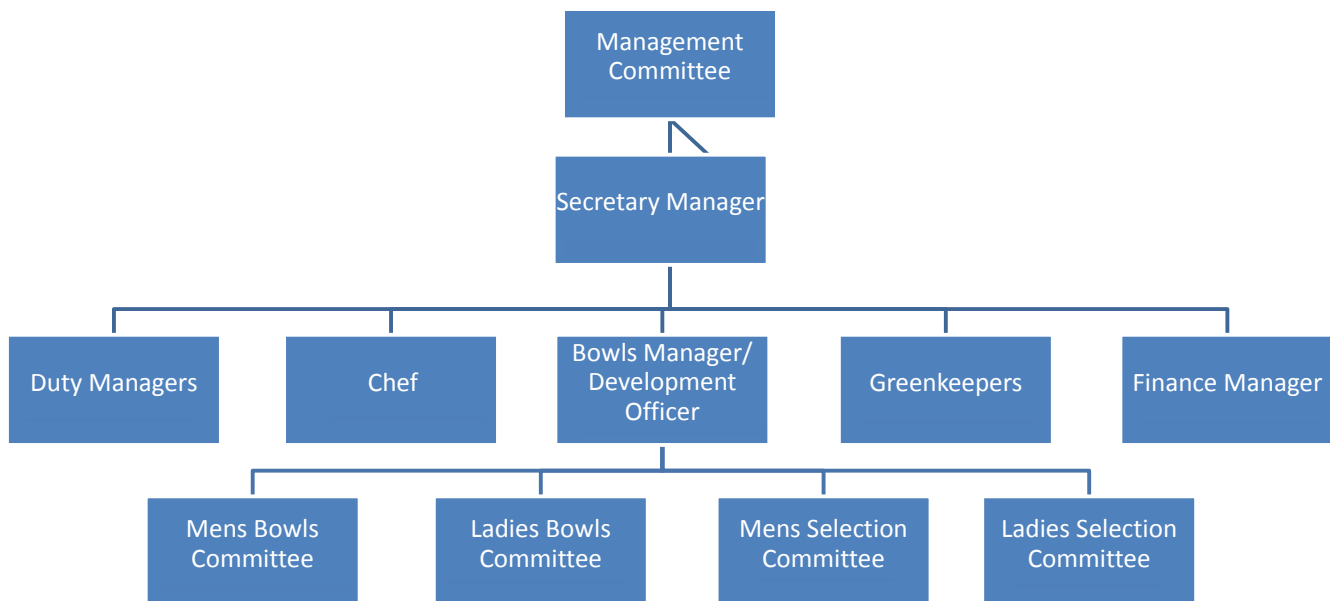 Management
Committee
Secretary Manager
Duty Managers
Chef
Bowls Manager/
Development
Officer
Greenkeepers
Finance Manager
Mens Bowls
Committee
Ladies Bowls
Committee
Mens Selection
Committee
Ladies Selection
Committee